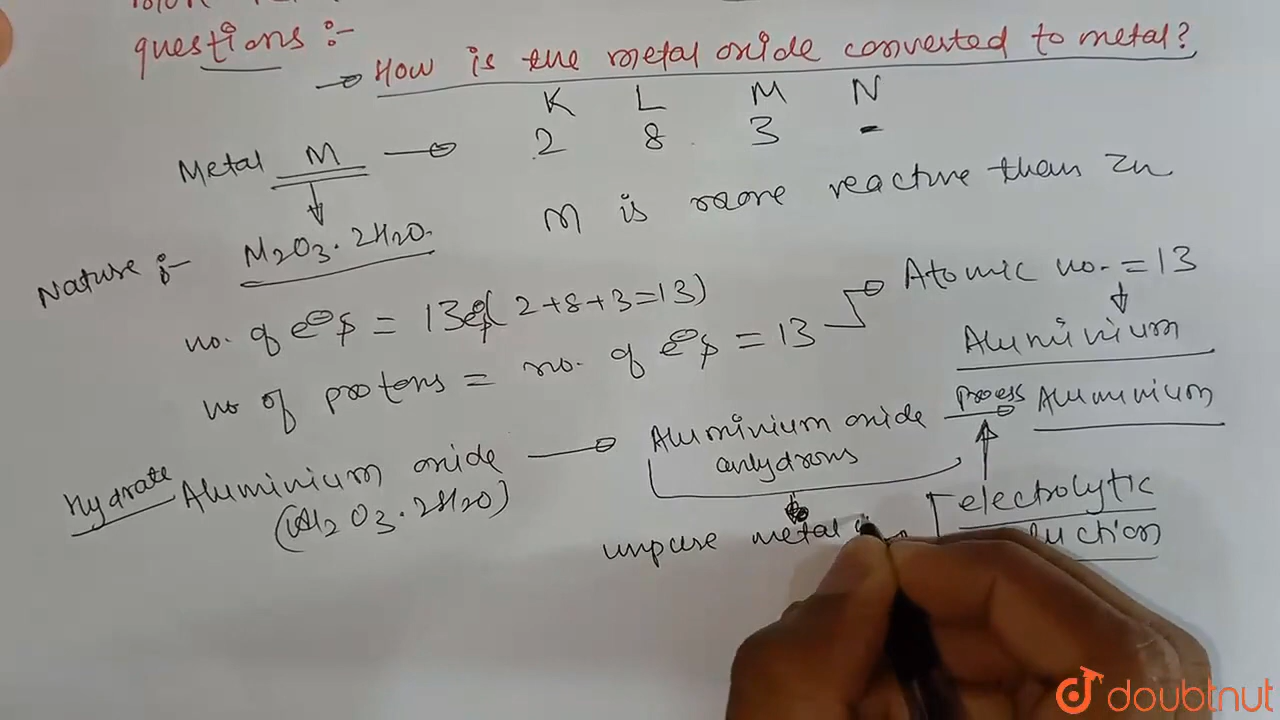 questions :-
→ How is the metal oxide converted to metal?
K L M N
Metal M → 2 8 3 -
M is more reactive than Zn
Nature :- M2O3.2H2O.
no. of e⊖s = 13e⊖s (2+8+3=13)
no of protons = no. of e⊖s = 13 → Atomic no. = 13
Aluminium
Hydrate Aluminium oxide → Aluminium oxide process → Aluminium
(Al2O3.2H2O) anhydrous
electrolytic
unpure metal
doubtnut